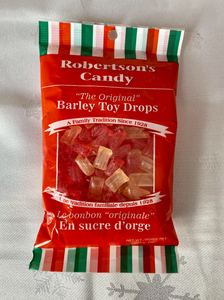 Robertson's
Candy
"The Original"
Barley Toy Drops
A Family Tradition Since 1928
Une tradition familiale depuis 1928
Le bonbon "originale"
En sucre d'orge